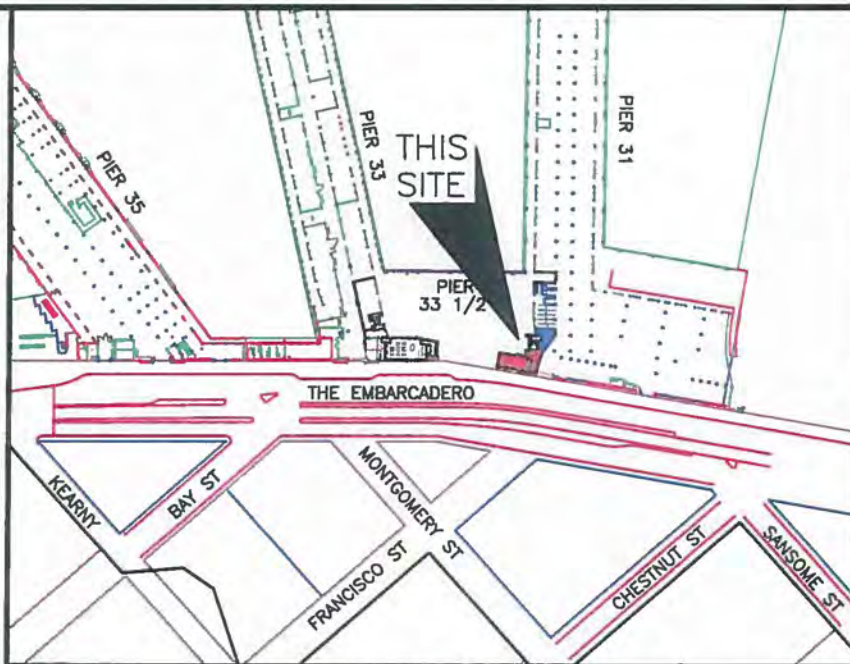 PIER 35
PIER 33
THIS
SITE
PIER 31
PIER
33 1/2
THE EMBARCADERO
KEARNY
BAY ST
MONTGOMERY ST
FRANCISCO ST
CHESTNUT ST
SANSOME ST